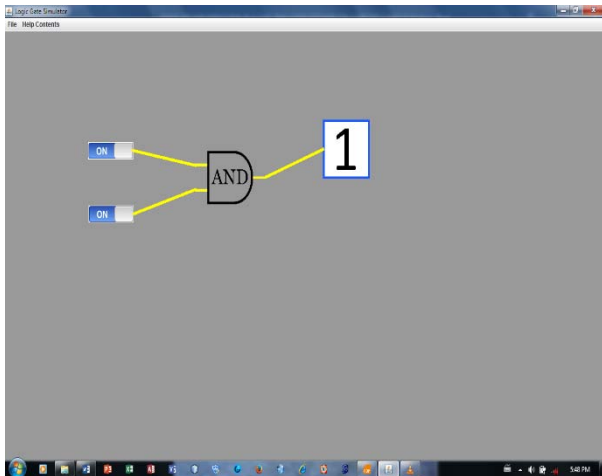 Logic Gate Simulator
File Help Contents
ON
AND
1
ON
5:48 PM